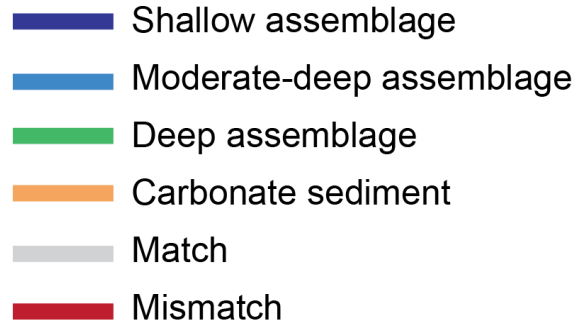 Shallow assemblage
Moderate-deep assemblage
Deep assemblage
Carbonate sediment
Match
Mismatch